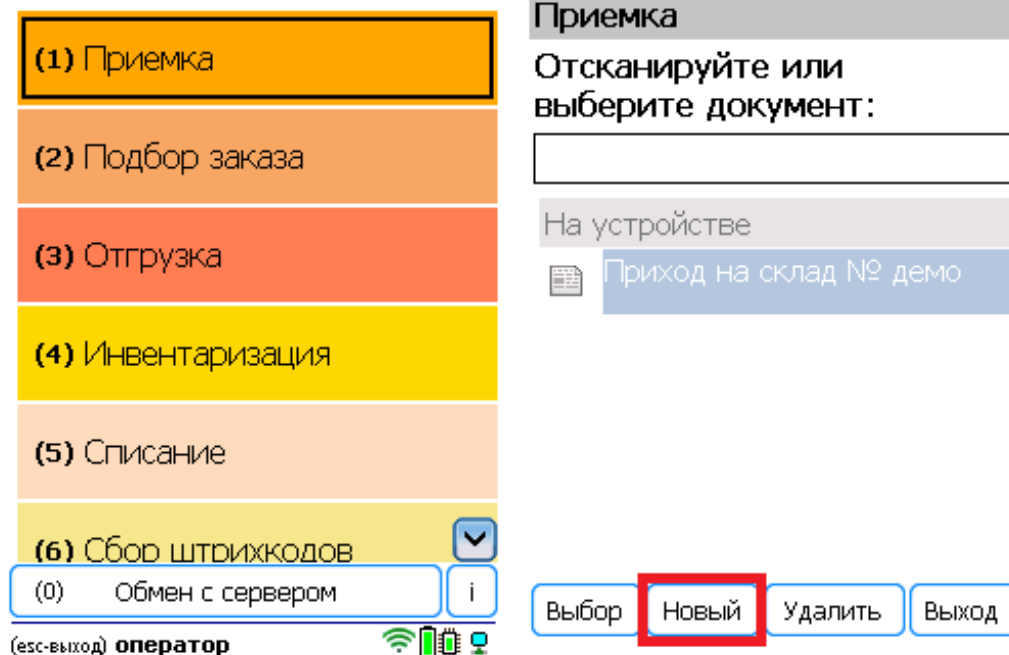 (1) Приемка
(2) Подбор заказа
(3) Отгрузка
(4) Инвентаризация
(5) Списание
(6) Сбор штрихкодов
(0) Обмен с сервером i
(esc-выход) оператор
Приемка
Отсканируйте или
выберите документ:
На устройстве
Приход на склад № демо
Выбор Новый Удалить Выход